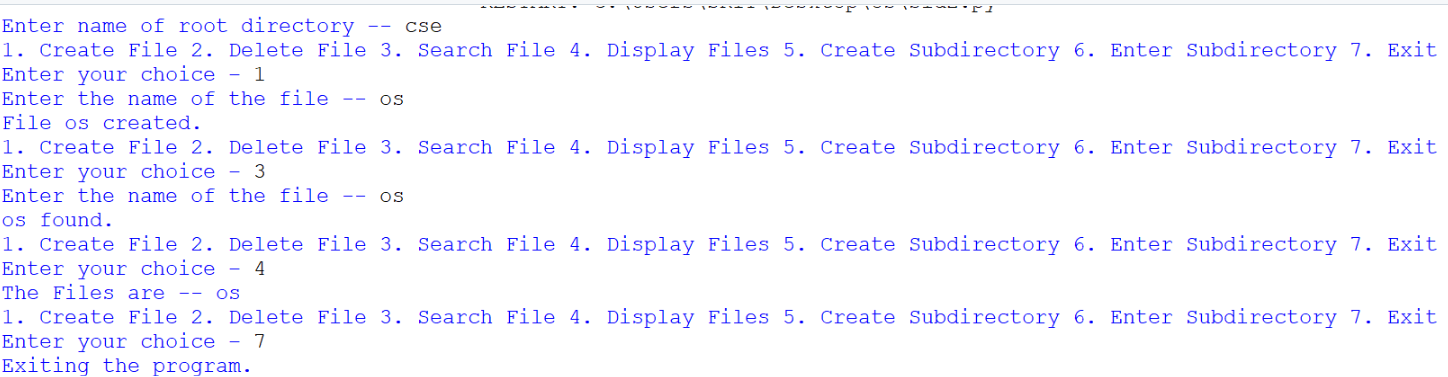 Enter name of root directory -- cse
1. Create File 2. Delete File 3. Search File 4. Display Files 5. Create Subdirectory 6. Enter Subdirectory 7. Exit
Enter your choice - 1
Enter the name of the file -- os
File os created.
1. Create File 2. Delete File 3. Search File 4. Display Files 5. Create Subdirectory 6. Enter Subdirectory 7. Exit
Enter your choice - 3
Enter the name of the file -- os
os found.
1. Create File 2. Delete File 3. Search File 4. Display Files 5. Create Subdirectory 6. Enter Subdirectory 7. Exit
Enter your choice - 4
The Files are -- os
1. Create File 2. Delete File 3. Search File 4. Display Files 5. Create Subdirectory 6. Enter Subdirectory 7. Exit
Enter your choice - 7
Exiting the program.